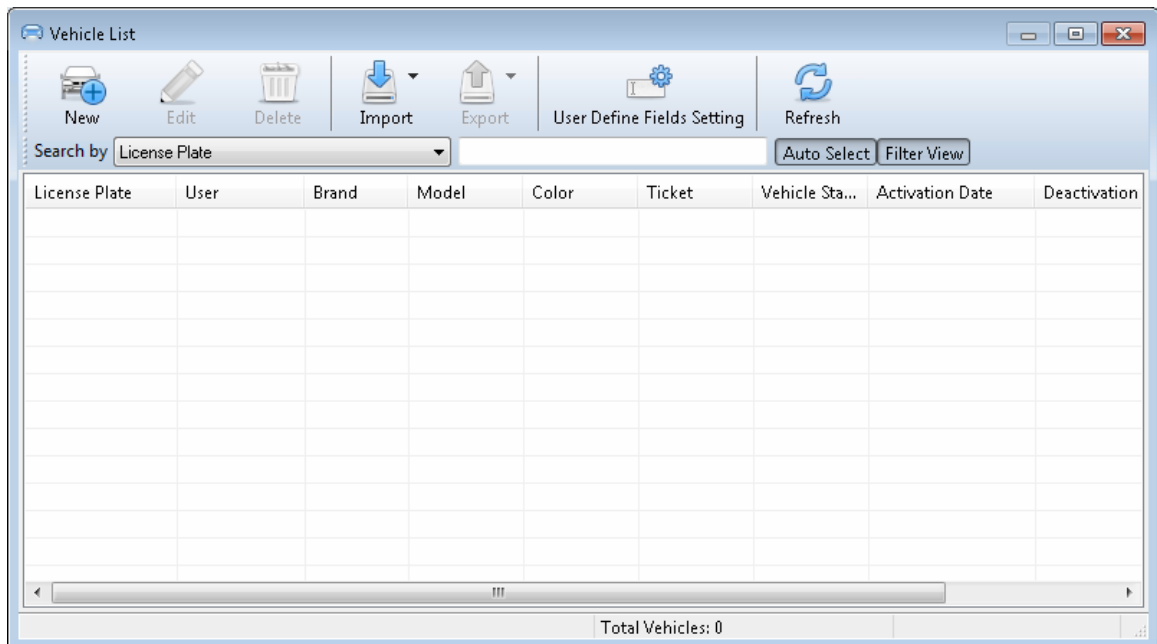 Vehicle List
New Edit Delete Import Export User Define Fields Setting Refresh
Search by License Plate Auto Select Filter View
License Plate User Brand Model Color Ticket Vehicle Sta... Activation Date Deactivation
Total Vehicles: 0